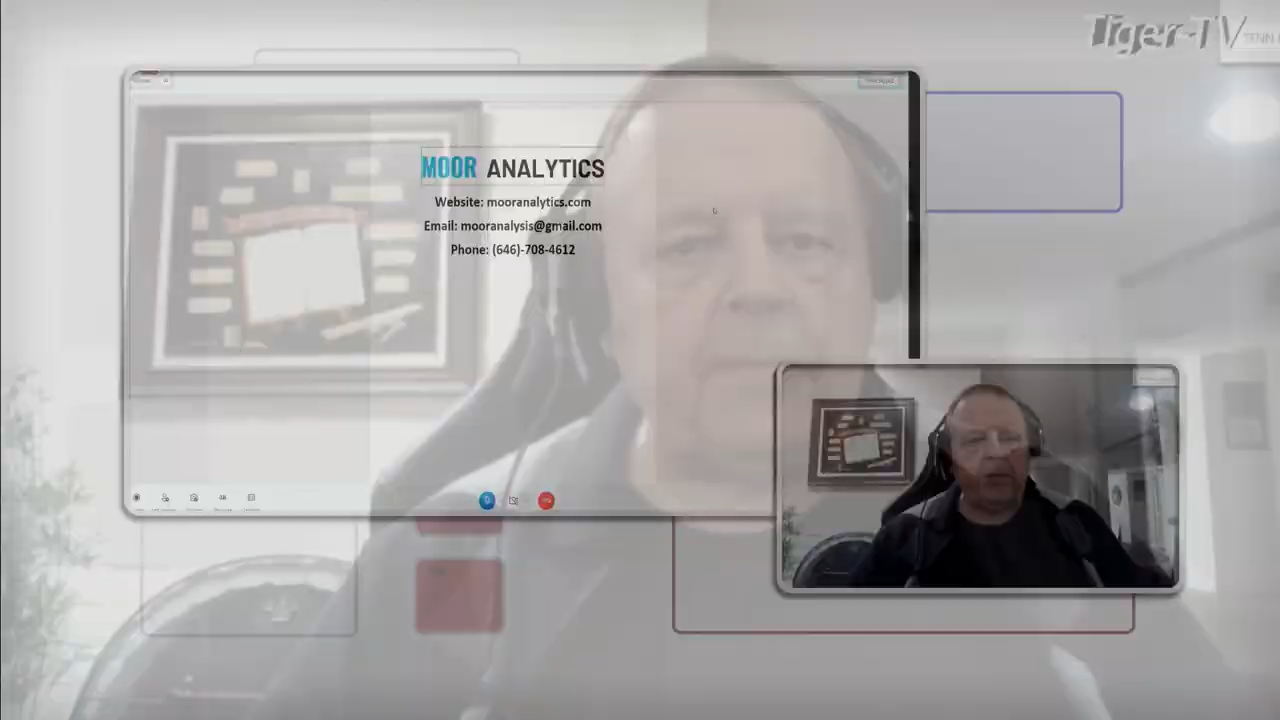 Tiger-TV
MOOR ANALYTICS
Website: mooranalytics.com
Email: mooranalysis@gmail.com
Phone: (646)-708-4612